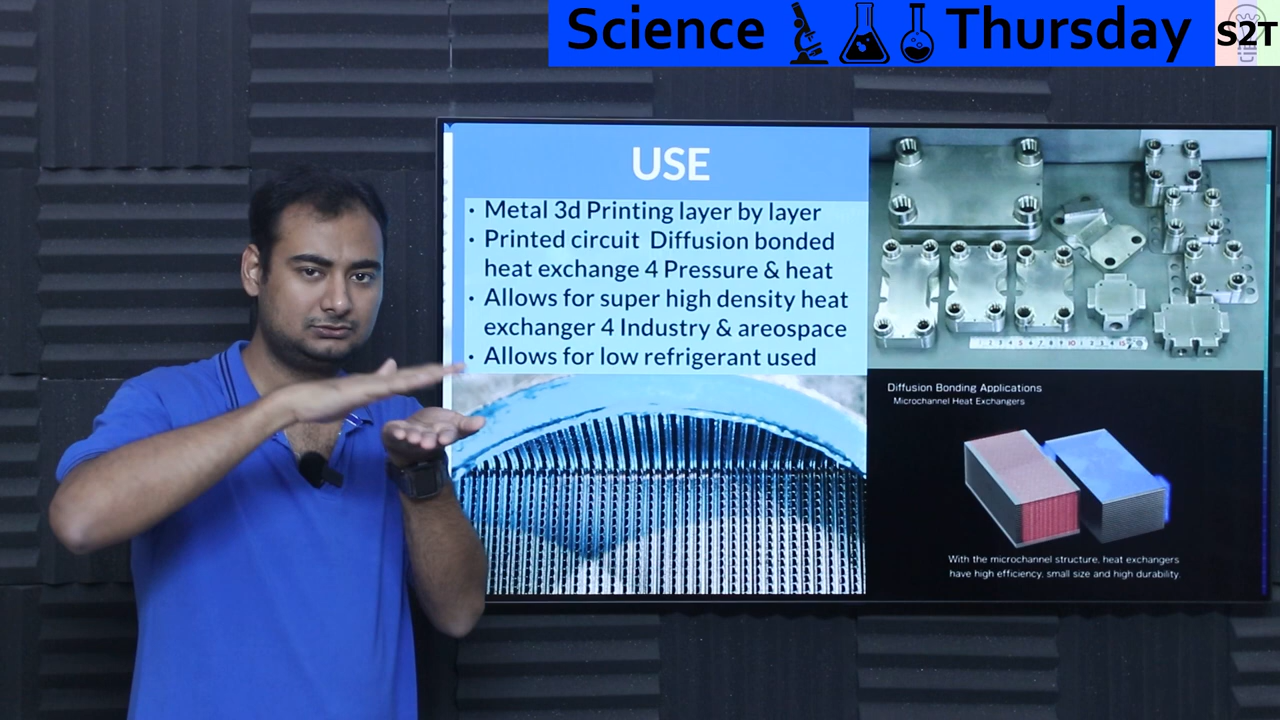 Science Thursday
S2T
USE
• Metal 3d Printing layer by layer
• Printed circuit Diffusion bonded
heat exchange 4 Pressure & heat
• Allows for super high density heat
exchanger 4 Industry & areospace
• Allows for low refrigerant used
Diffusion Bonding Applications
Microchannel Heat Exchangers
With the microchannel structure, heat exchangers
have high efficiency, small size and high durability.